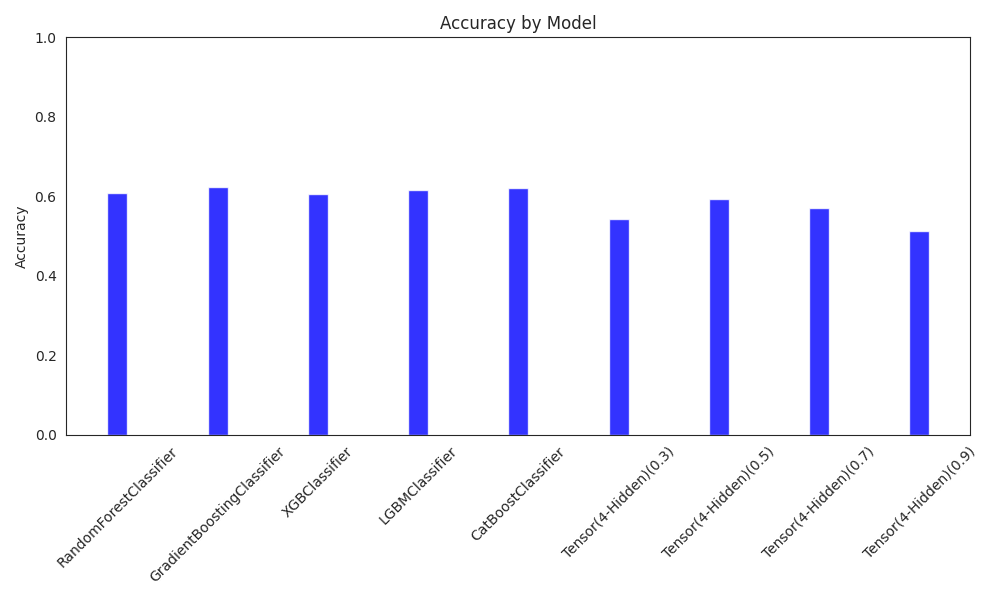 Accuracy by Model
1.0
0.8
0.6
0.4
0.2
0.0
Accuracy
RandomForestClassifier
GradientBoostingClassifier
XGBClassifier
LGBMClassifier
CatBoostClassifier
Tensor(4-Hidden)(0.3)
Tensor(4-Hidden)(0.5)
Tensor(4-Hidden)(0.7)
Tensor(4-Hidden)(0.9)